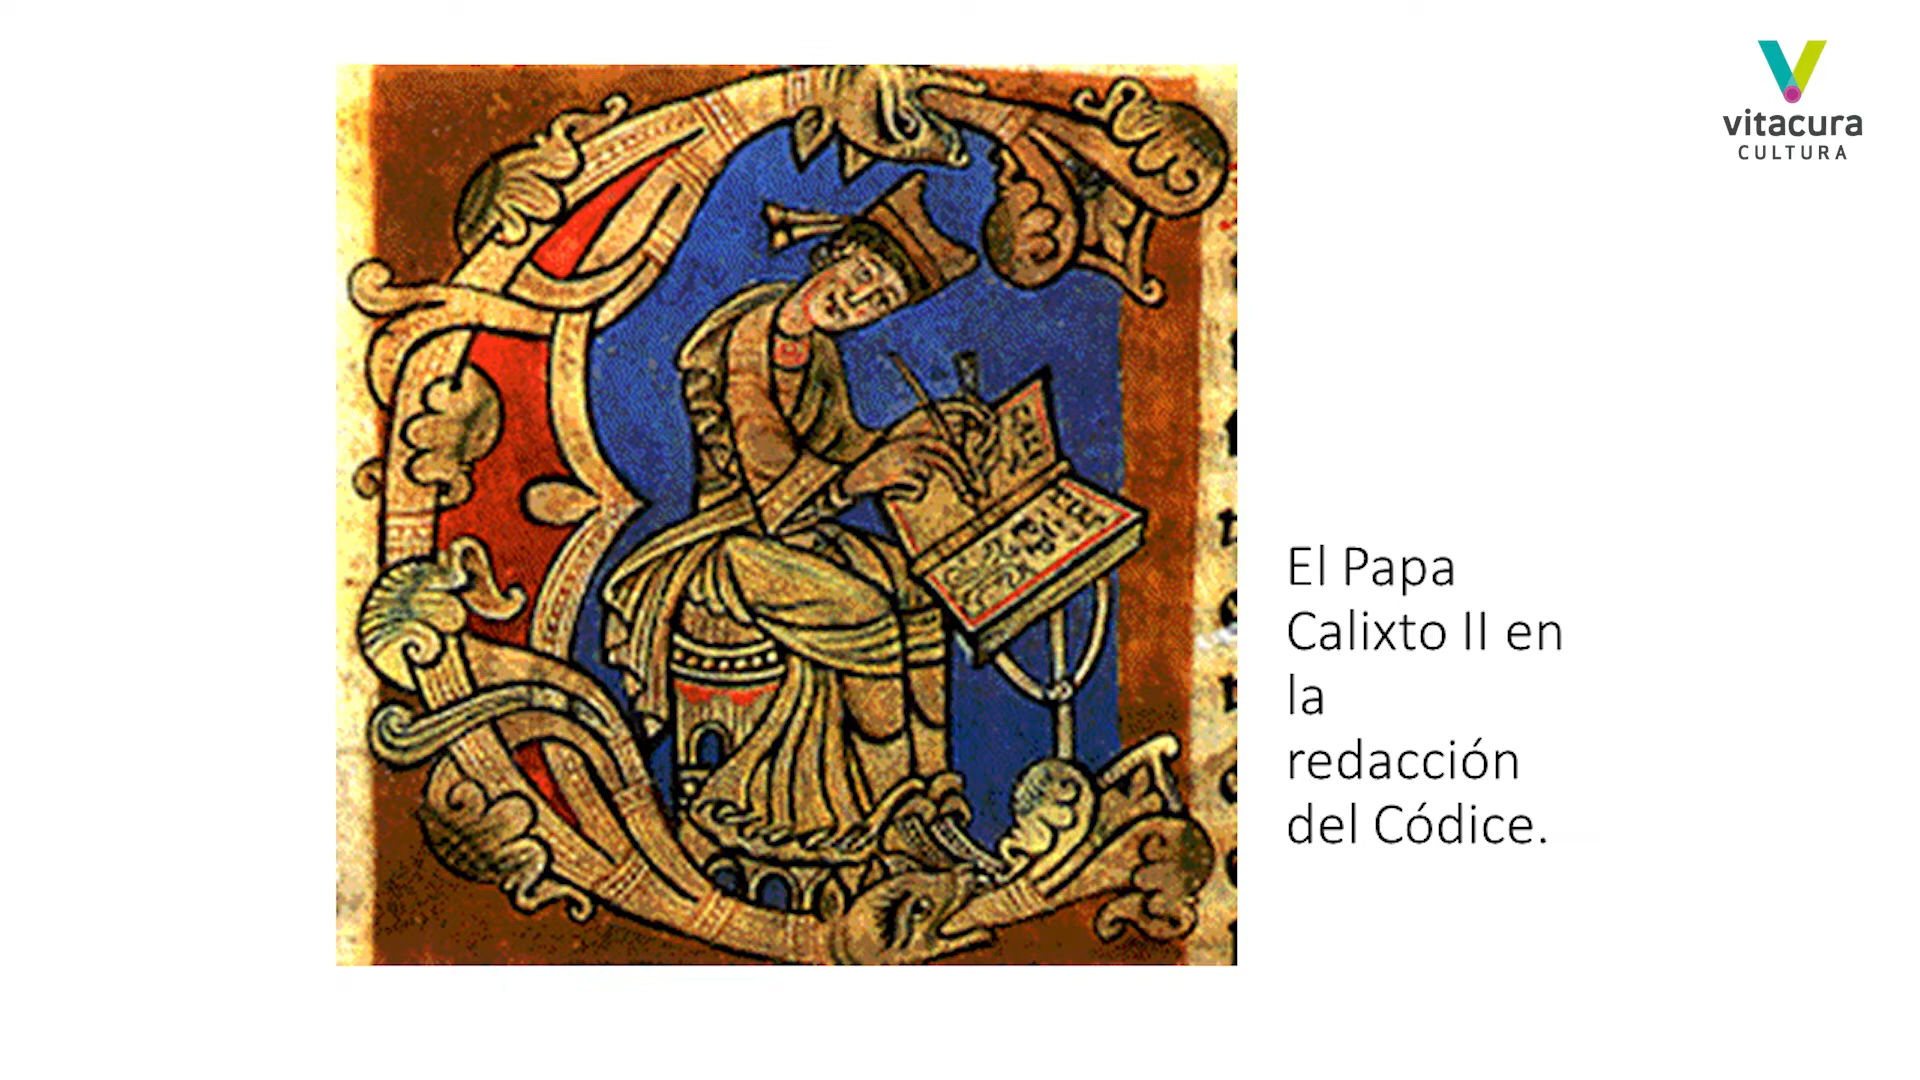 vitacura
CULTURA
El Papa
Calixto II en
la
redacción
del Códice.